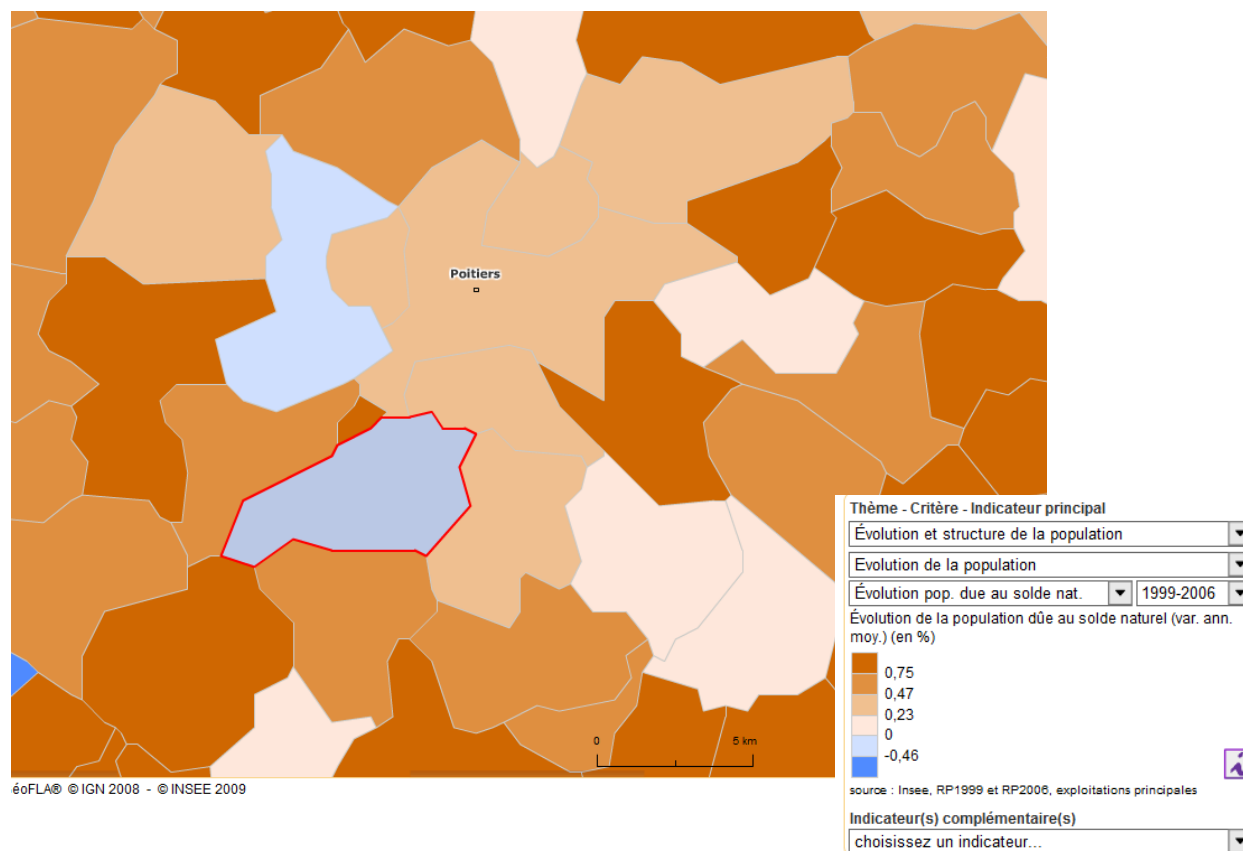 Poitiers
0 5 km
éoFLA® © IGN 2008 - © INSEE 2009
Thème - Critère - Indicateur principal
Évolution et structure de la population
Evolution de la population
Évolution pop. due au solde nat. 1999-2006
Évolution de la population dûe au solde naturel (var. ann.
moy.) (en %)
0,75
0,47
0,23
0
-0,46
source : Insee, RP1999 et RP2006, exploitations principales
Indicateur(s) complémentaire(s)
choisissez un indicateur...